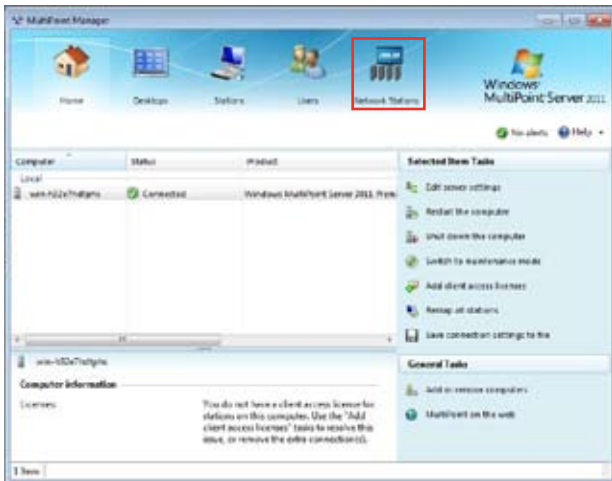 MultiPoint Manager
Home
Desktops
Stations
Users
Network Stations
Windows
MultiPoint Server 2011
No alerts
Help
Computer
Status
Product
Selected Item Tasks
Local
Connected
Windows MultiPoint Server 2011 Prem
Edit server settings
Restart the computer
Shut down the computer
Switch to maintenance mode
Add client access licenses
Remap all stations
Save connection settings to file
General Tasks
Computer information
Licenses:
You do not have a client access license for
stations on this computer. Use the "Add
client access licenses" tasks to resolve this
issue, or remove the extra connection(s).
Add or remove computers
MultiPoint on the web
1 Item